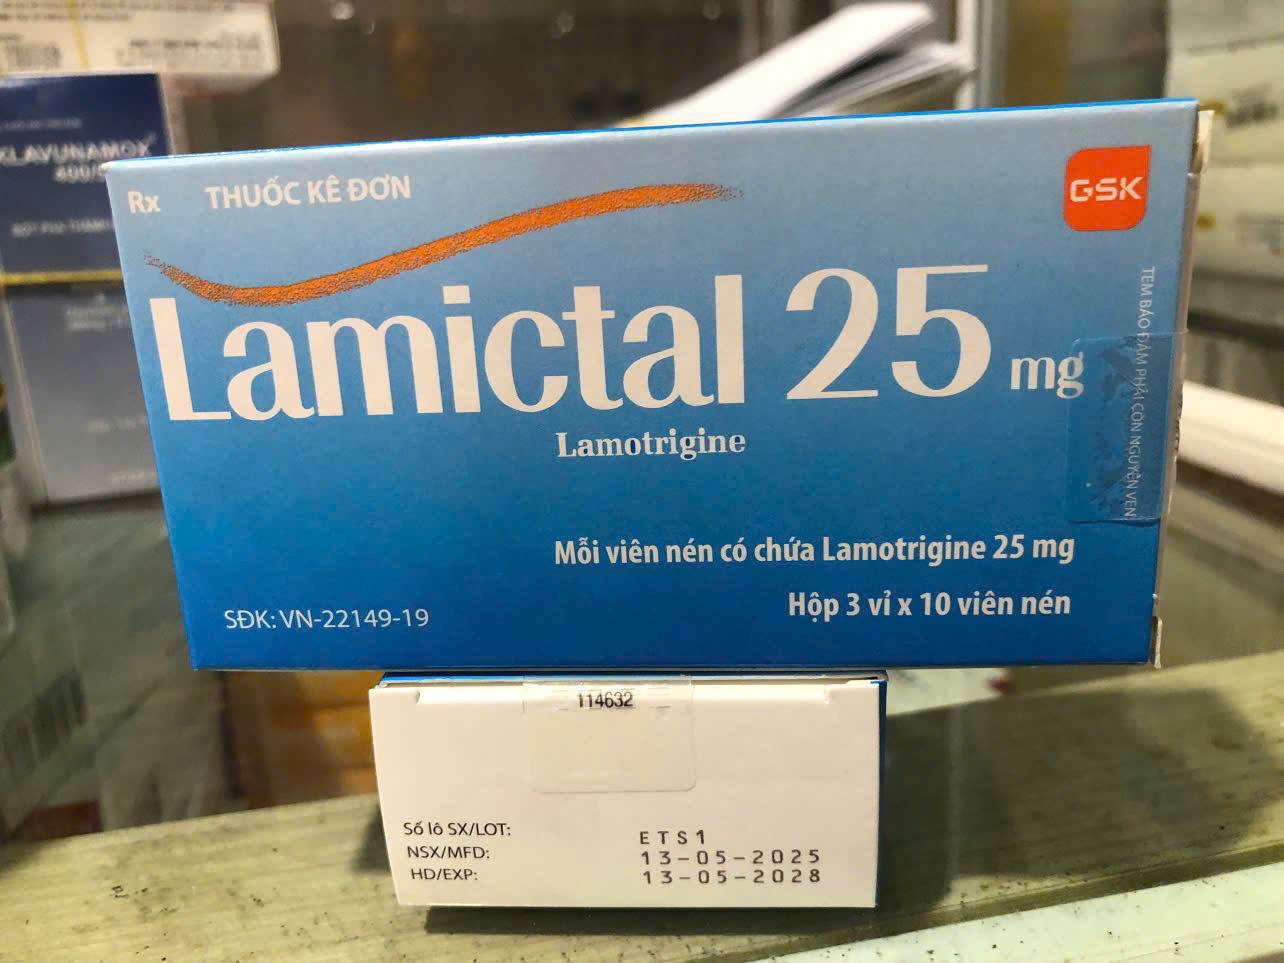 KLAVUNAMOX
Rx THUỐC KÊ ĐƠN
GSK
Lamictal 25 mg
Lamotrigine
Mỗi viên nén có chứa Lamotrigine 25 mg
Hộp 3 vỉ x 10 viên nén
SĐK: VN-22149-19
TEM BẢO ĐẢM PHẢI CÒN NGUYÊN VẸN
114632
Số lô SX/LOT: ETS1
NSX/MFD: 13-05-2025
HD/EXP: 13-05-2028